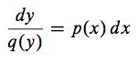 dy/q(y) = p(x) dx